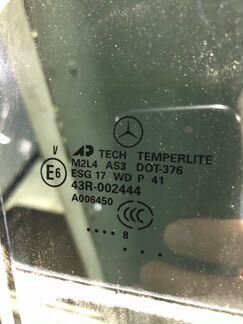 V AP TECH TEMPERLITE
M2L4 AS3 DOT-376
E6 ESG 17 WD P 41
43R-002444
A006450
CCC
.... 8
. ...